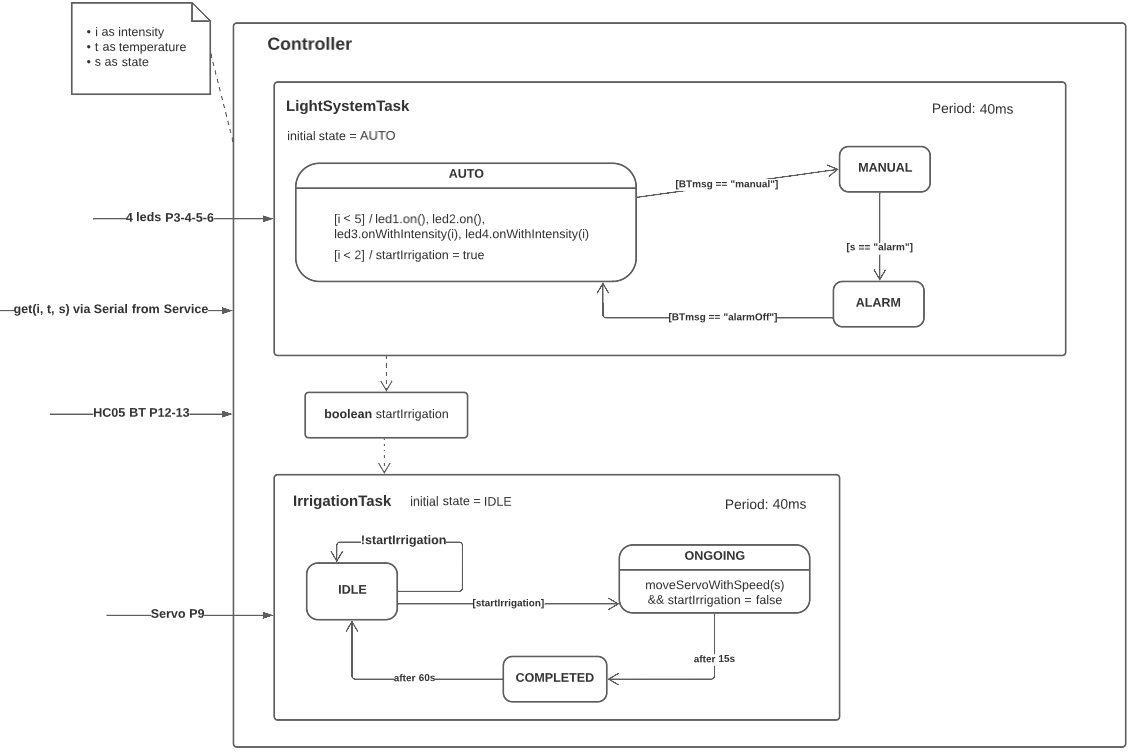 • i as intensity
• t as temperature
• s as state
Controller
LightSystemTask
Period: 40ms
initial state = AUTO
AUTO
[i < 5] / led1.on(), led2.on(),
led3.onWithIntensity(i), led4.onWithIntensity(i)
[i < 2] / startIrrigation = true
[BTmsg == "manual"]
MANUAL
[s == "alarm"]
ALARM
[BTmsg == "alarmOff"]
4 leds P3-4-5-6
get(i, t, s) via Serial from Service
HC05 BT P12-13
boolean startIrrigation
IrrigationTask
initial state = IDLE
Period: 40ms
!startIrrigation
IDLE
[startIrrigation]
ONGOING
moveServoWithSpeed(s)
&& startIrrigation = false
Servo P9
after 15s
COMPLETED
after 60s